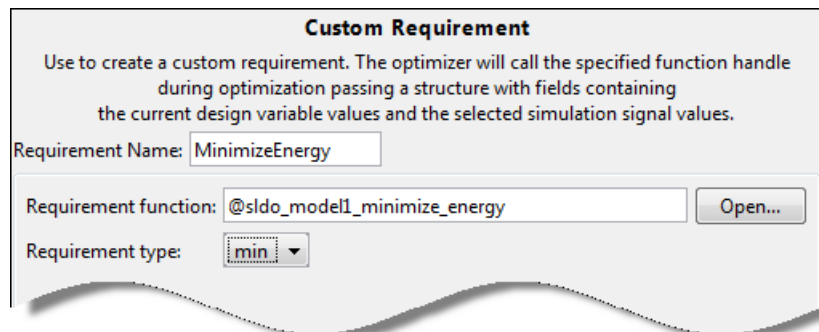 Custom Requirement
Use to create a custom requirement. The optimizer will call the specified function handle
during optimization passing a structure with fields containing
the current design variable values and the selected simulation signal values.
Requirement Name: MinimizeEnergy
Requirement function: @sldo_model1_minimize_energy Open...
Requirement type: min